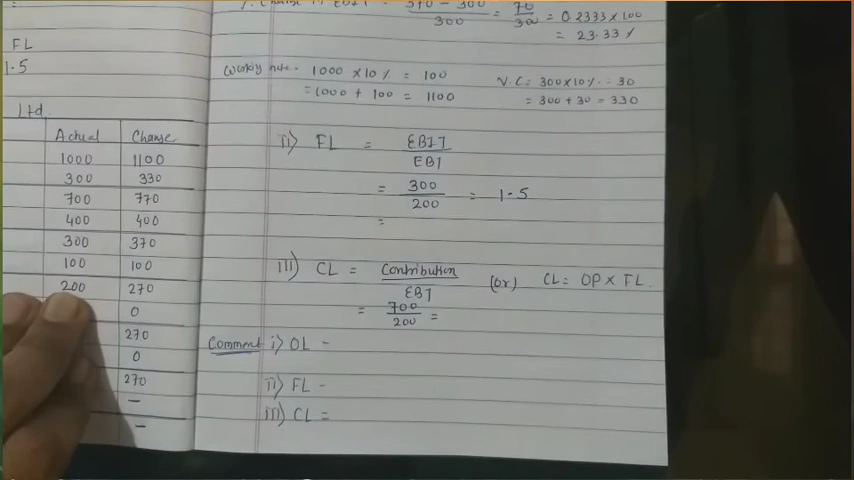 FL
1.5
Ltd
Actual Change
1000 1100
300 330
700 770
400 400
300 370
100 100
200 270
0
270
0
270
—
—
370 - 300 / 300 = 70 / 300 = 0.2333 x 100
= 23.33 %
Working note. 1000 x 10% = 100
= 1000 + 100 = 1100
V.C = 300 x 10% = 30
= 300 + 30 = 330
ii) FL = EBIT / EBT
= 300 / 200 = 1.5
=
iii) CL = Contribution / EBT (or) CL = OP x FL.
= 700 / 200 =
Comment i) OL -
ii) FL -
iii) CL =